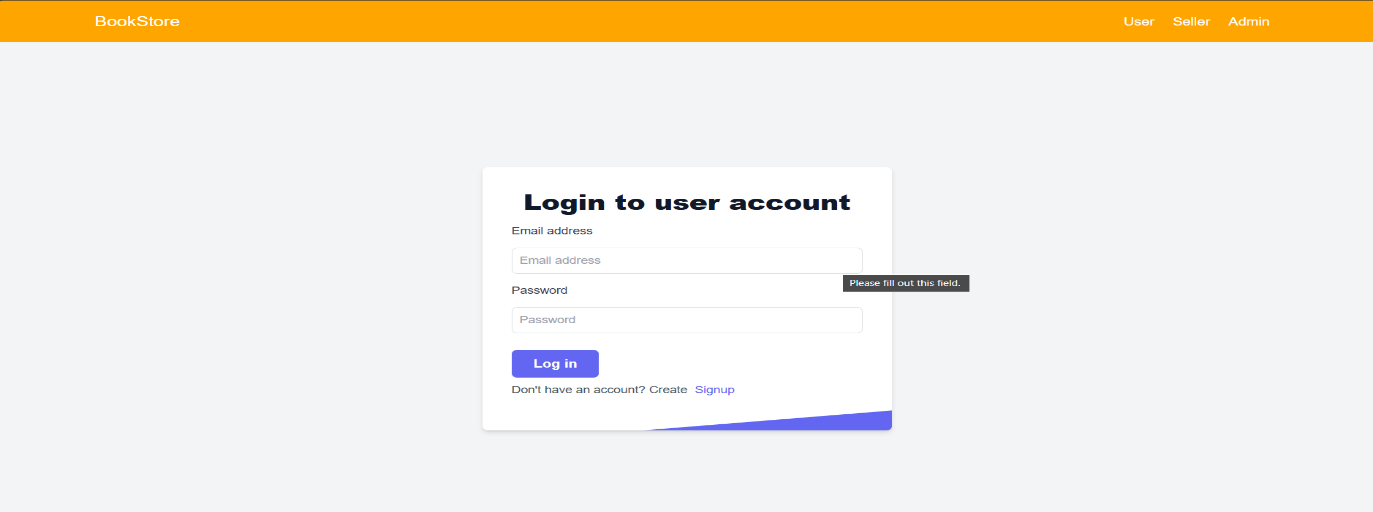 BookStore
User Seller Admin
Login to user account
Email address
Email address
Please fill out this field.
Password
Password
Log in
Don't have an account? Create Signup